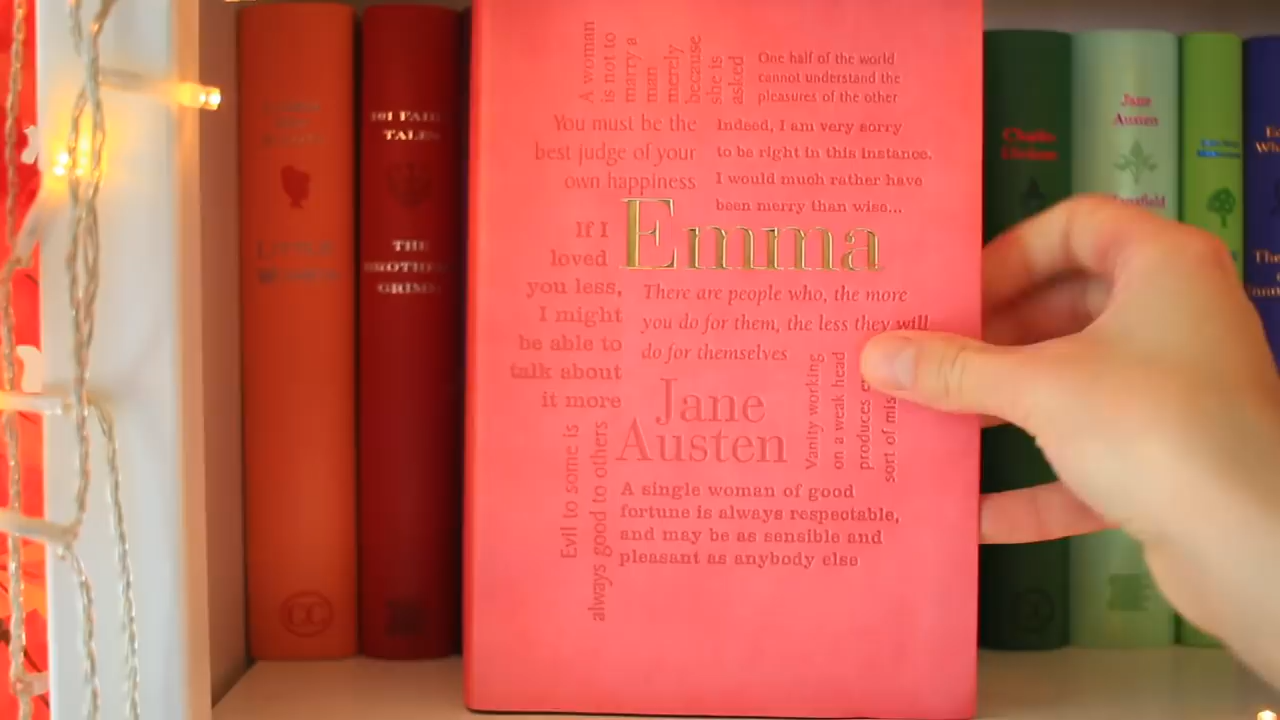 LITTLE
WOMEN
101 FAIRY
TALES
THE
BROTHERS
GRIMM
A woman
is not to
marry a
man
merely
because
she is
asked
One half of the world
cannot understand the
pleasures of the other
You must be the
best judge of your
own happiness
Indeed, I am very sorry
to be right in this instance.
I would much rather have
been merry than wise...
If I
loved
you less,
I might
be able to
talk about
it more
Emma
There are people who, the more
you do for them, the less they will
do for themselves
Jane
Austen
Vanity working
on a weak head
produces
sort of mis
Evil to some is
always good to others
A single woman of good
fortune is always respectable,
and may be as sensible and
pleasant as anybody else
Charles
Dickens
Jane
Austen